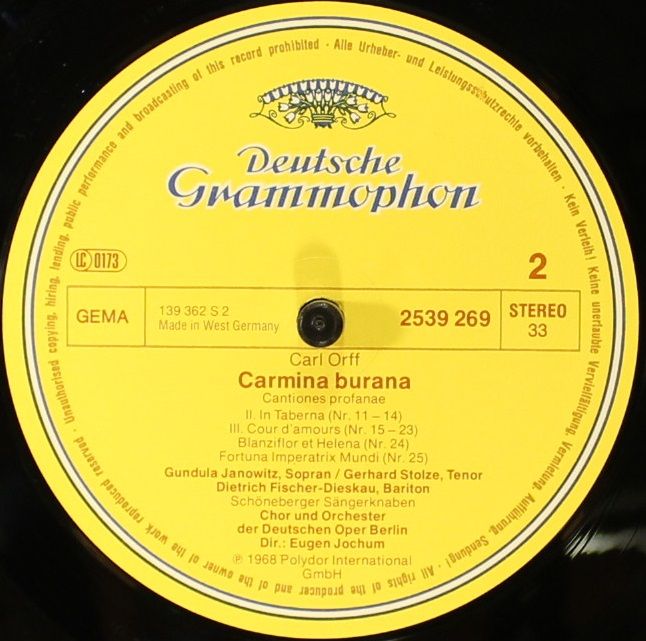 Unauthorised copying, hiring, lending, public performance and broadcasting of this record prohibited · Alle Urheber- und Leistungsschutzrechte vorbehalten · Kein Verleih! Keine unerlaubte Vervielfältigung, Vermietung, Aufführung, Sendung! · All rights of the producer and of the owner of the work reproduced reserved ·
Deutsche
Grammophon
LC 0173
2
GEMA
139 362 S 2
Made in West Germany
2539 269
STEREO
33
Carl Orff
Carmina burana
Cantiones profanae
II. In Taberna (Nr. 11 – 14)
III. Cour d'amours (Nr. 15 – 23)
Blanziflor et Helena (Nr. 24)
Fortuna Imperatrix Mundi (Nr. 25)
Gundula Janowitz, Sopran / Gerhard Stolze, Tenor
Dietrich Fischer-Dieskau, Bariton
Schöneberger Sängerknaben
Chor und Orchester
der Deutschen Oper Berlin
Dir.: Eugen Jochum
℗ 1968 Polydor International
GmbH